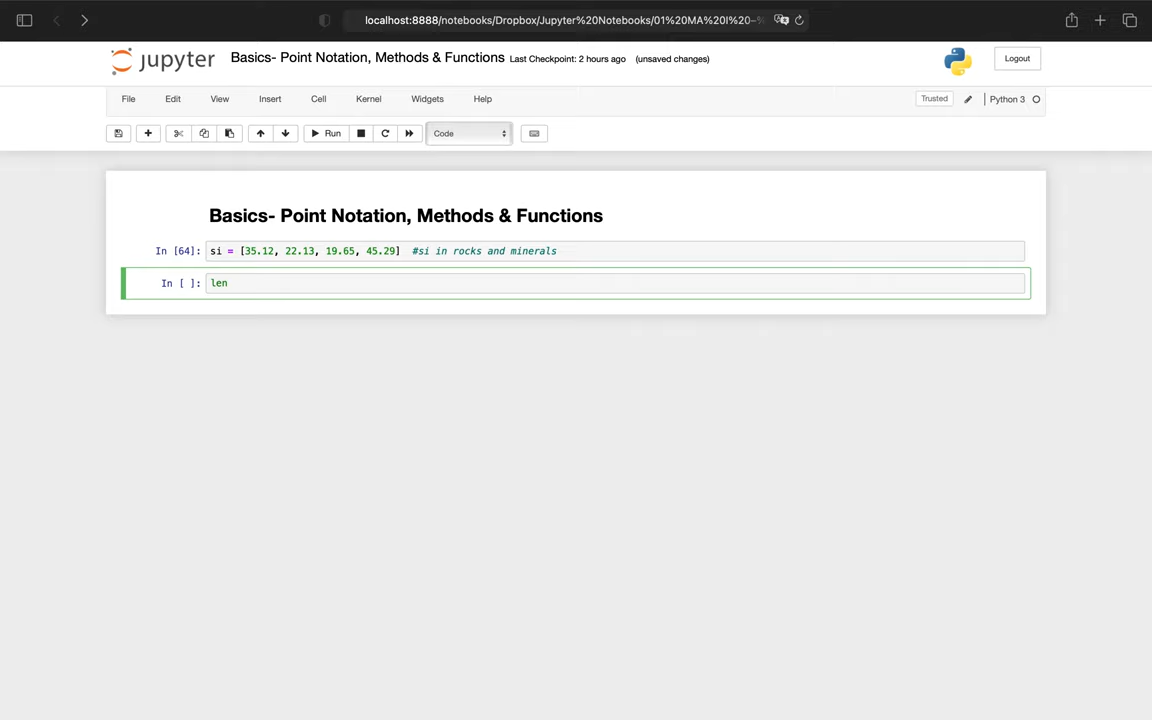 localhost:8888/notebooks/Dropbox/Jupyter%20Notebooks/01%20MA%20I%20-%
jupyter Basics- Point Notation, Methods & Functions Last Checkpoint: 2 hours ago (unsaved changes) Logout
File Edit View Insert Cell Kernel Widgets Help Trusted Python 3
Run Code
Basics- Point Notation, Methods & Functions
In [64]: si = [35.12, 22.13, 19.65, 45.29] #si in rocks and minerals
In [ ]: len